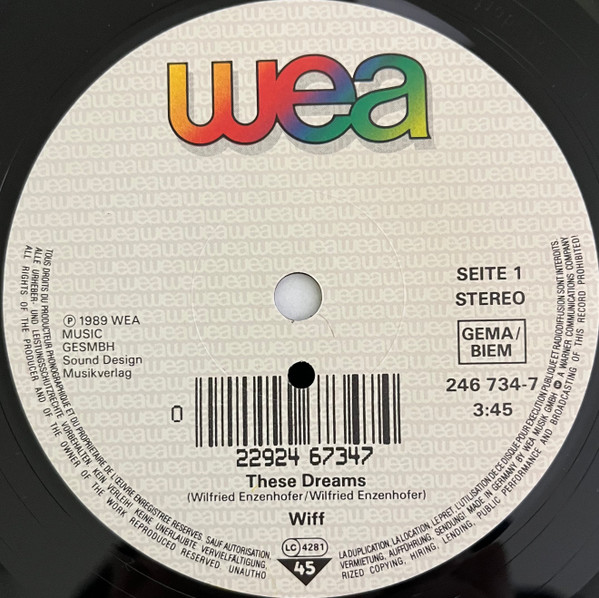 wea
SEITE 1
STEREO
GEMA/
BIEM
246 734-7
3:45
℗ 1989 WEA
MUSIC
GESMBH
Sound Design
Musikverlag
0
22924 67347
These Dreams
(Wilfried Enzenhofer/Wilfried Enzenhofer)
Wiff
LC 4281
45
TOUS DROITS DU PRODUCTEUR PHONOGRAPHIQUE ET DU PROPRIETAIRE DE L'ŒUVRE ENREGISTREE RESERVES. SAUF AUTORISATION,
LA DUPLICATION, LA LOCATION, LE PRET, L'UTILISATION DE CE DISQUE POUR EXECUTION PUBLIQUE ET RADIODIFFUSION SONT INTERDITS.
ALLE URHEBER- UND LEISTUNGSSCHUTZRECHTE VORBEHALTEN. KEIN VERLEIH! KEINE UNERLAUBTE VERVIELFÄLTIGUNG,
VERMIETUNG, AUFFÜHRUNG, SENDUNG! MADE IN GERMANY BY WEA MUSIK GMBH A WARNER COMMUNICATIONS COMPANY
ALL RIGHTS OF THE PRODUCER AND OF THE OWNER OF THE WORK REPRODUCED RESERVED. UNAUTHO
RIZED COPYING, HIRING, LENDING, PUBLIC PERFORMANCE AND BROADCASTING OF THIS RECORD PROHIBITED!